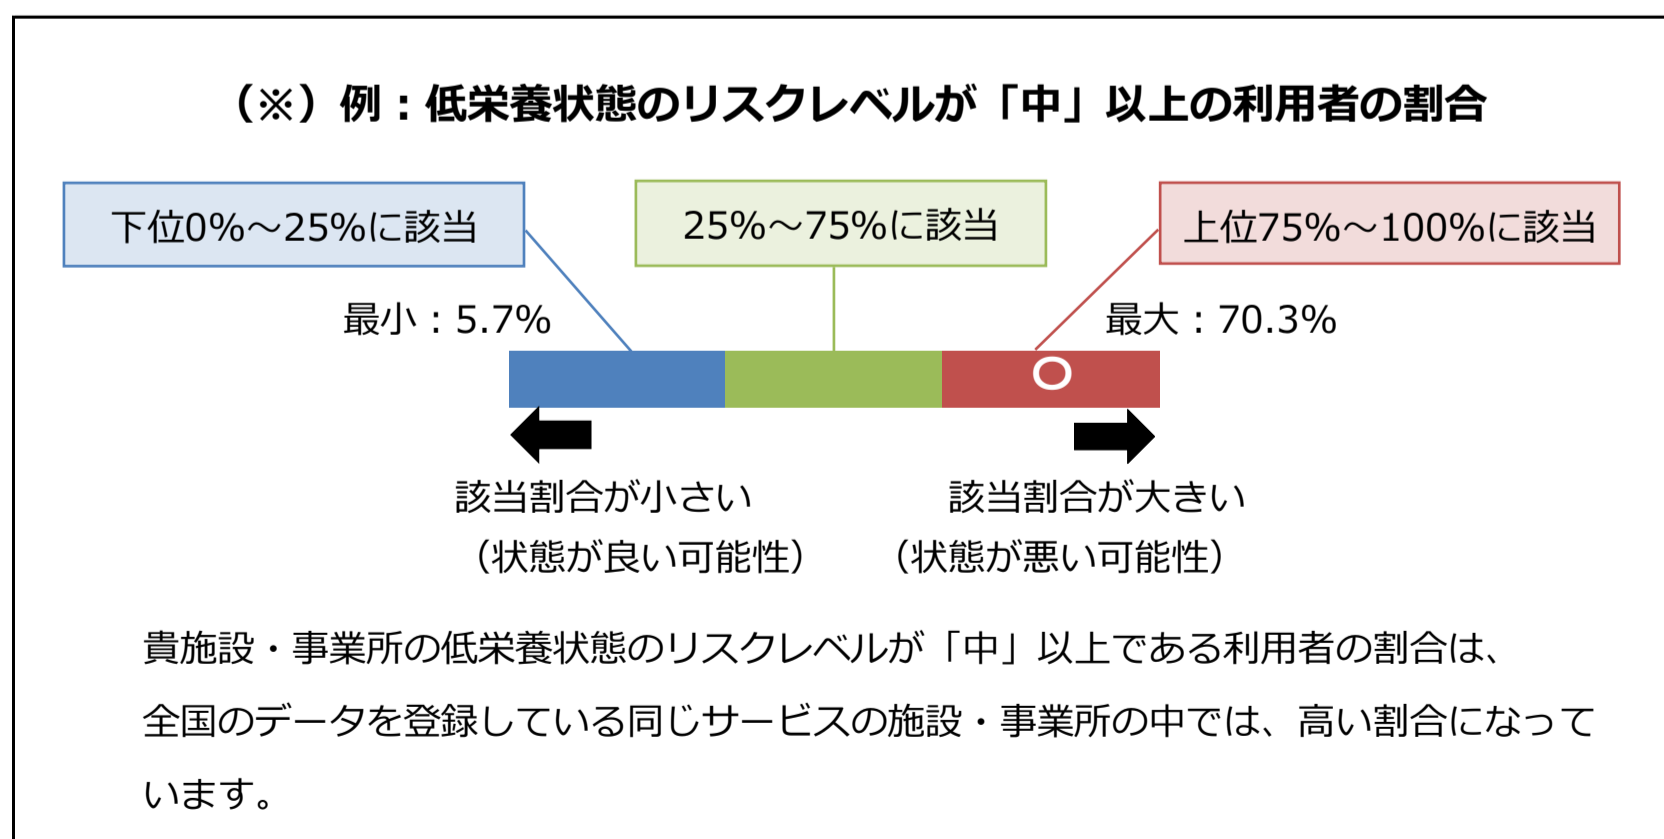 （※）例：低栄養状態のリスクレベルが「中」以上の利用者の割合
下位0%～25%に該当
25%～75%に該当
上位75%～100%に該当
最小：5.7%
最大：70.3%
該当割合が小さい
（状態が良い可能性）
該当割合が大きい
（状態が悪い可能性）
貴施設・事業所の低栄養状態のリスクレベルが「中」以上である利用者の割合は、
全国のデータを登録している同じサービスの施設・事業所の中では、高い割合になって
います。